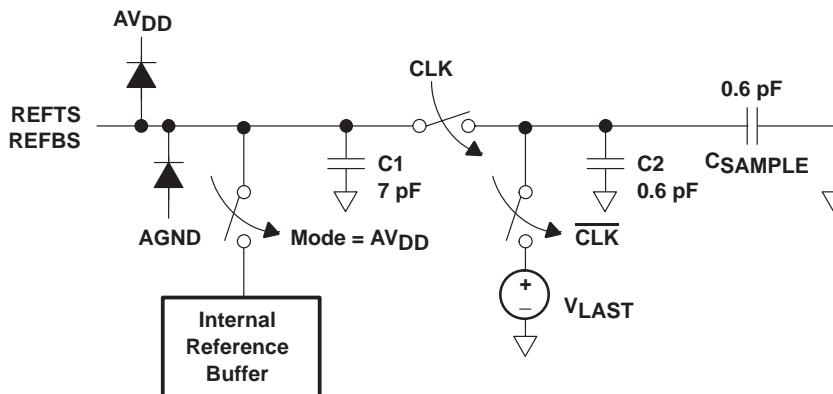 AVDD
CLK
0.6 pF
REFTS
REFBS
C1
7 pF
C2
0.6 pF
CSAMPLE
AGND
Mode = AVDD
CLK
+
−
VLAST
Internal
Reference
Buffer